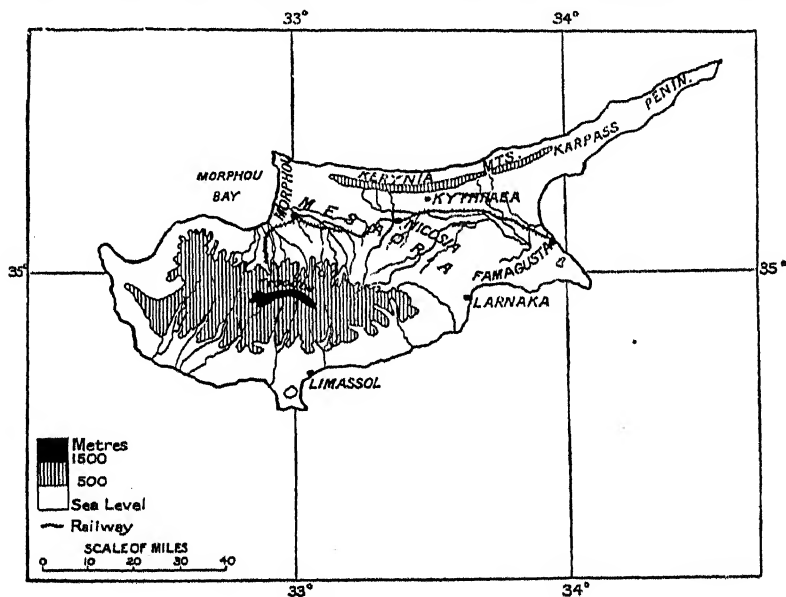 33° 34°
PENIN.
KARPASS
MTS.
KERYNIA
MORPHOU
BAY
MORPHOU
KYTHRAEA
MESAORIA
NICOSIA
FAMAGUSTA
35° 35°
LARNAKA
LIMASSOL
Metres
1500
500
Sea Level
Railway
SCALE OF MILES
0 10 20 30 40
33° 34°